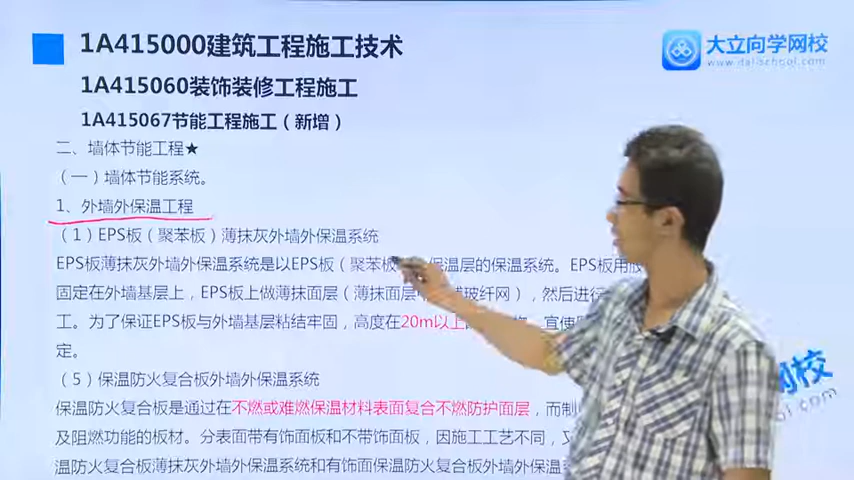 1A415000建筑工程施工技术
大立向学网校
www.dalischool.com
1A415060装饰装修工程施工
1A415067节能工程施工（新增）
二、墙体节能工程★
（一）墙体节能系统。
1、外墙外保温工程
（1）EPS板（聚苯板）薄抹灰外墙外保温系统
EPS板薄抹灰外墙外保温系统是以EPS板（聚苯板 保温层的保温系统。EPS板用胶
固定在外墙基层上，EPS板上做薄抹面层（薄抹面层 玻纤网），然后进行
工。为了保证EPS板与外墙基层粘结牢固，高度在20m以上 宜使
定。
（5）保温防火复合板外墙外保温系统
网校
ol.com
保温防火复合板是通过在不燃或难燃保温材料表面复合不燃防护面层，而制
及阻燃功能的板材。分表面带有饰面板和不带饰面板，因施工工艺不同，
温防火复合板薄抹灰外墙外保温系统和有饰面保温防火复合板外墙外保温系